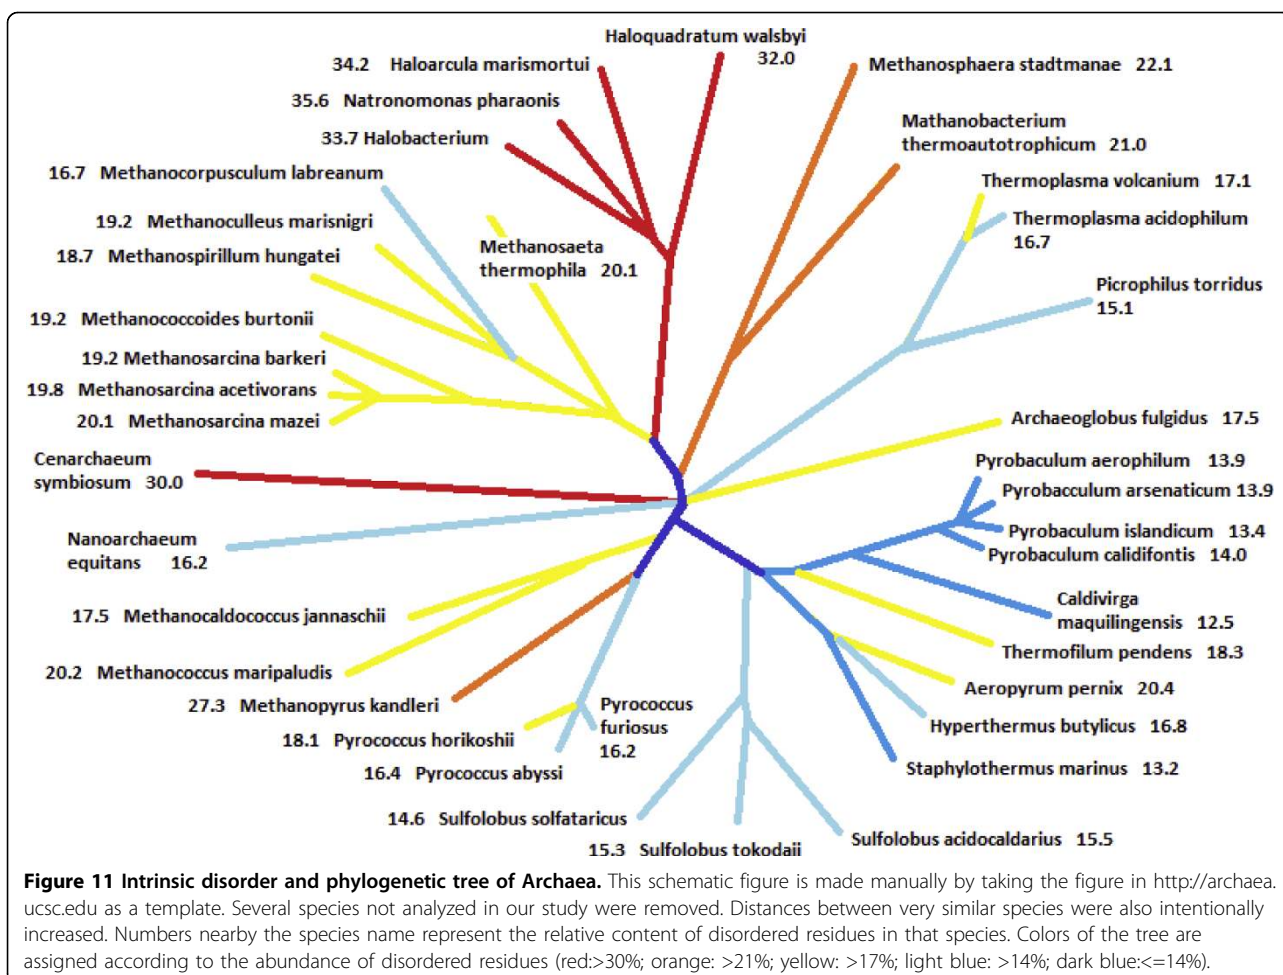 Haloquadratum walsbyi
32.0
34.2 Haloarcula marismortui
Methanosphaera stadtmanae 22.1
35.6 Natronomonas pharaonis
33.7 Halobacterium
Mathanobacterium
thermoautotrophicum 21.0
16.7 Methanocorpusculum labreanum
Thermoplasma volcanium 17.1
19.2 Methanoculleus marisnigri
Thermoplasma acidophilum
16.7
18.7 Methanospirillum hungatei
Methanosaeta
thermophila 20.1
Picrophilus torridus
15.1
19.2 Methanococcoides burtonii
19.2 Methanosarcina barkeri
19.8 Methanosarcina acetivorans
20.1 Methanosarcina mazei
Archaeoglobus fulgidus 17.5
Cenarchaeum
symbiosum 30.0
Pyrobaculum aerophilum 13.9
Pyrobacculum arsenaticum 13.9
Pyrobaculum islandicum 13.4
Pyrobaculum calidifontis 14.0
Nanoarchaeum
equitans 16.2
Caldivirga
maquilingensis 12.5
17.5 Methanocaldococcus jannaschii
Thermofilum pendens 18.3
20.2 Methanococcus maripaludis
Aeropyrum pernix 20.4
27.3 Methanopyrus kandleri
Pyrococcus
furiosus
16.2
Hyperthermus butylicus 16.8
18.1 Pyrococcus horikoshii
16.4 Pyrococcus abyssi
Staphylothermus marinus 13.2
14.6 Sulfolobus solfataricus
15.3 Sulfolobus tokodaii
Sulfolobus acidocaldarius 15.5
Figure 11 Intrinsic disorder and phylogenetic tree of Archaea. This schematic figure is made manually by taking the figure in http://archaea.
ucsc.edu as a template. Several species not analyzed in our study were removed. Distances between very similar species were also intentionally
increased. Numbers nearby the species name represent the relative content of disordered residues in that species. Colors of the tree are
assigned according to the abundance of disordered residues (red:>30%; orange: >21%; yellow: >17%; light blue: >14%; dark blue:<=14%).